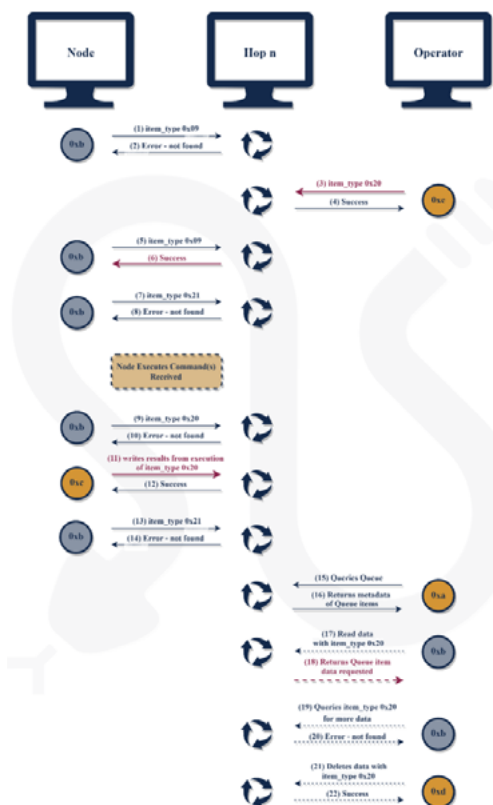 Node
Hop n
Operator
(1) item_type 0x09
0xb
(2) Error - not found
(3) item_type 0x20
0xc
(4) Success
(5) item_type 0x09
0xb
(6) Success
(7) item_type 0x21
0xb
(8) Error - not found
Node Executes Command(s)
Received
(9) item_type 0x20
0xb
(10) Error - not found
(11) writes results from execution
of item_type 0x20
0xc
(12) Success
(13) item_type 0x21
0xb
(14) Error - not found
(15) Queries Queue
0xa
(16) Returns metadata
of Queue items
(17) Read data
with item_type 0x20
0xb
(18) Returns Queue item
data requested
(19) Queries item_type 0x20
for more data
0xb
(20) Error - not found
(21) Deletes data with
item_type 0x20
0xd
(22) Success